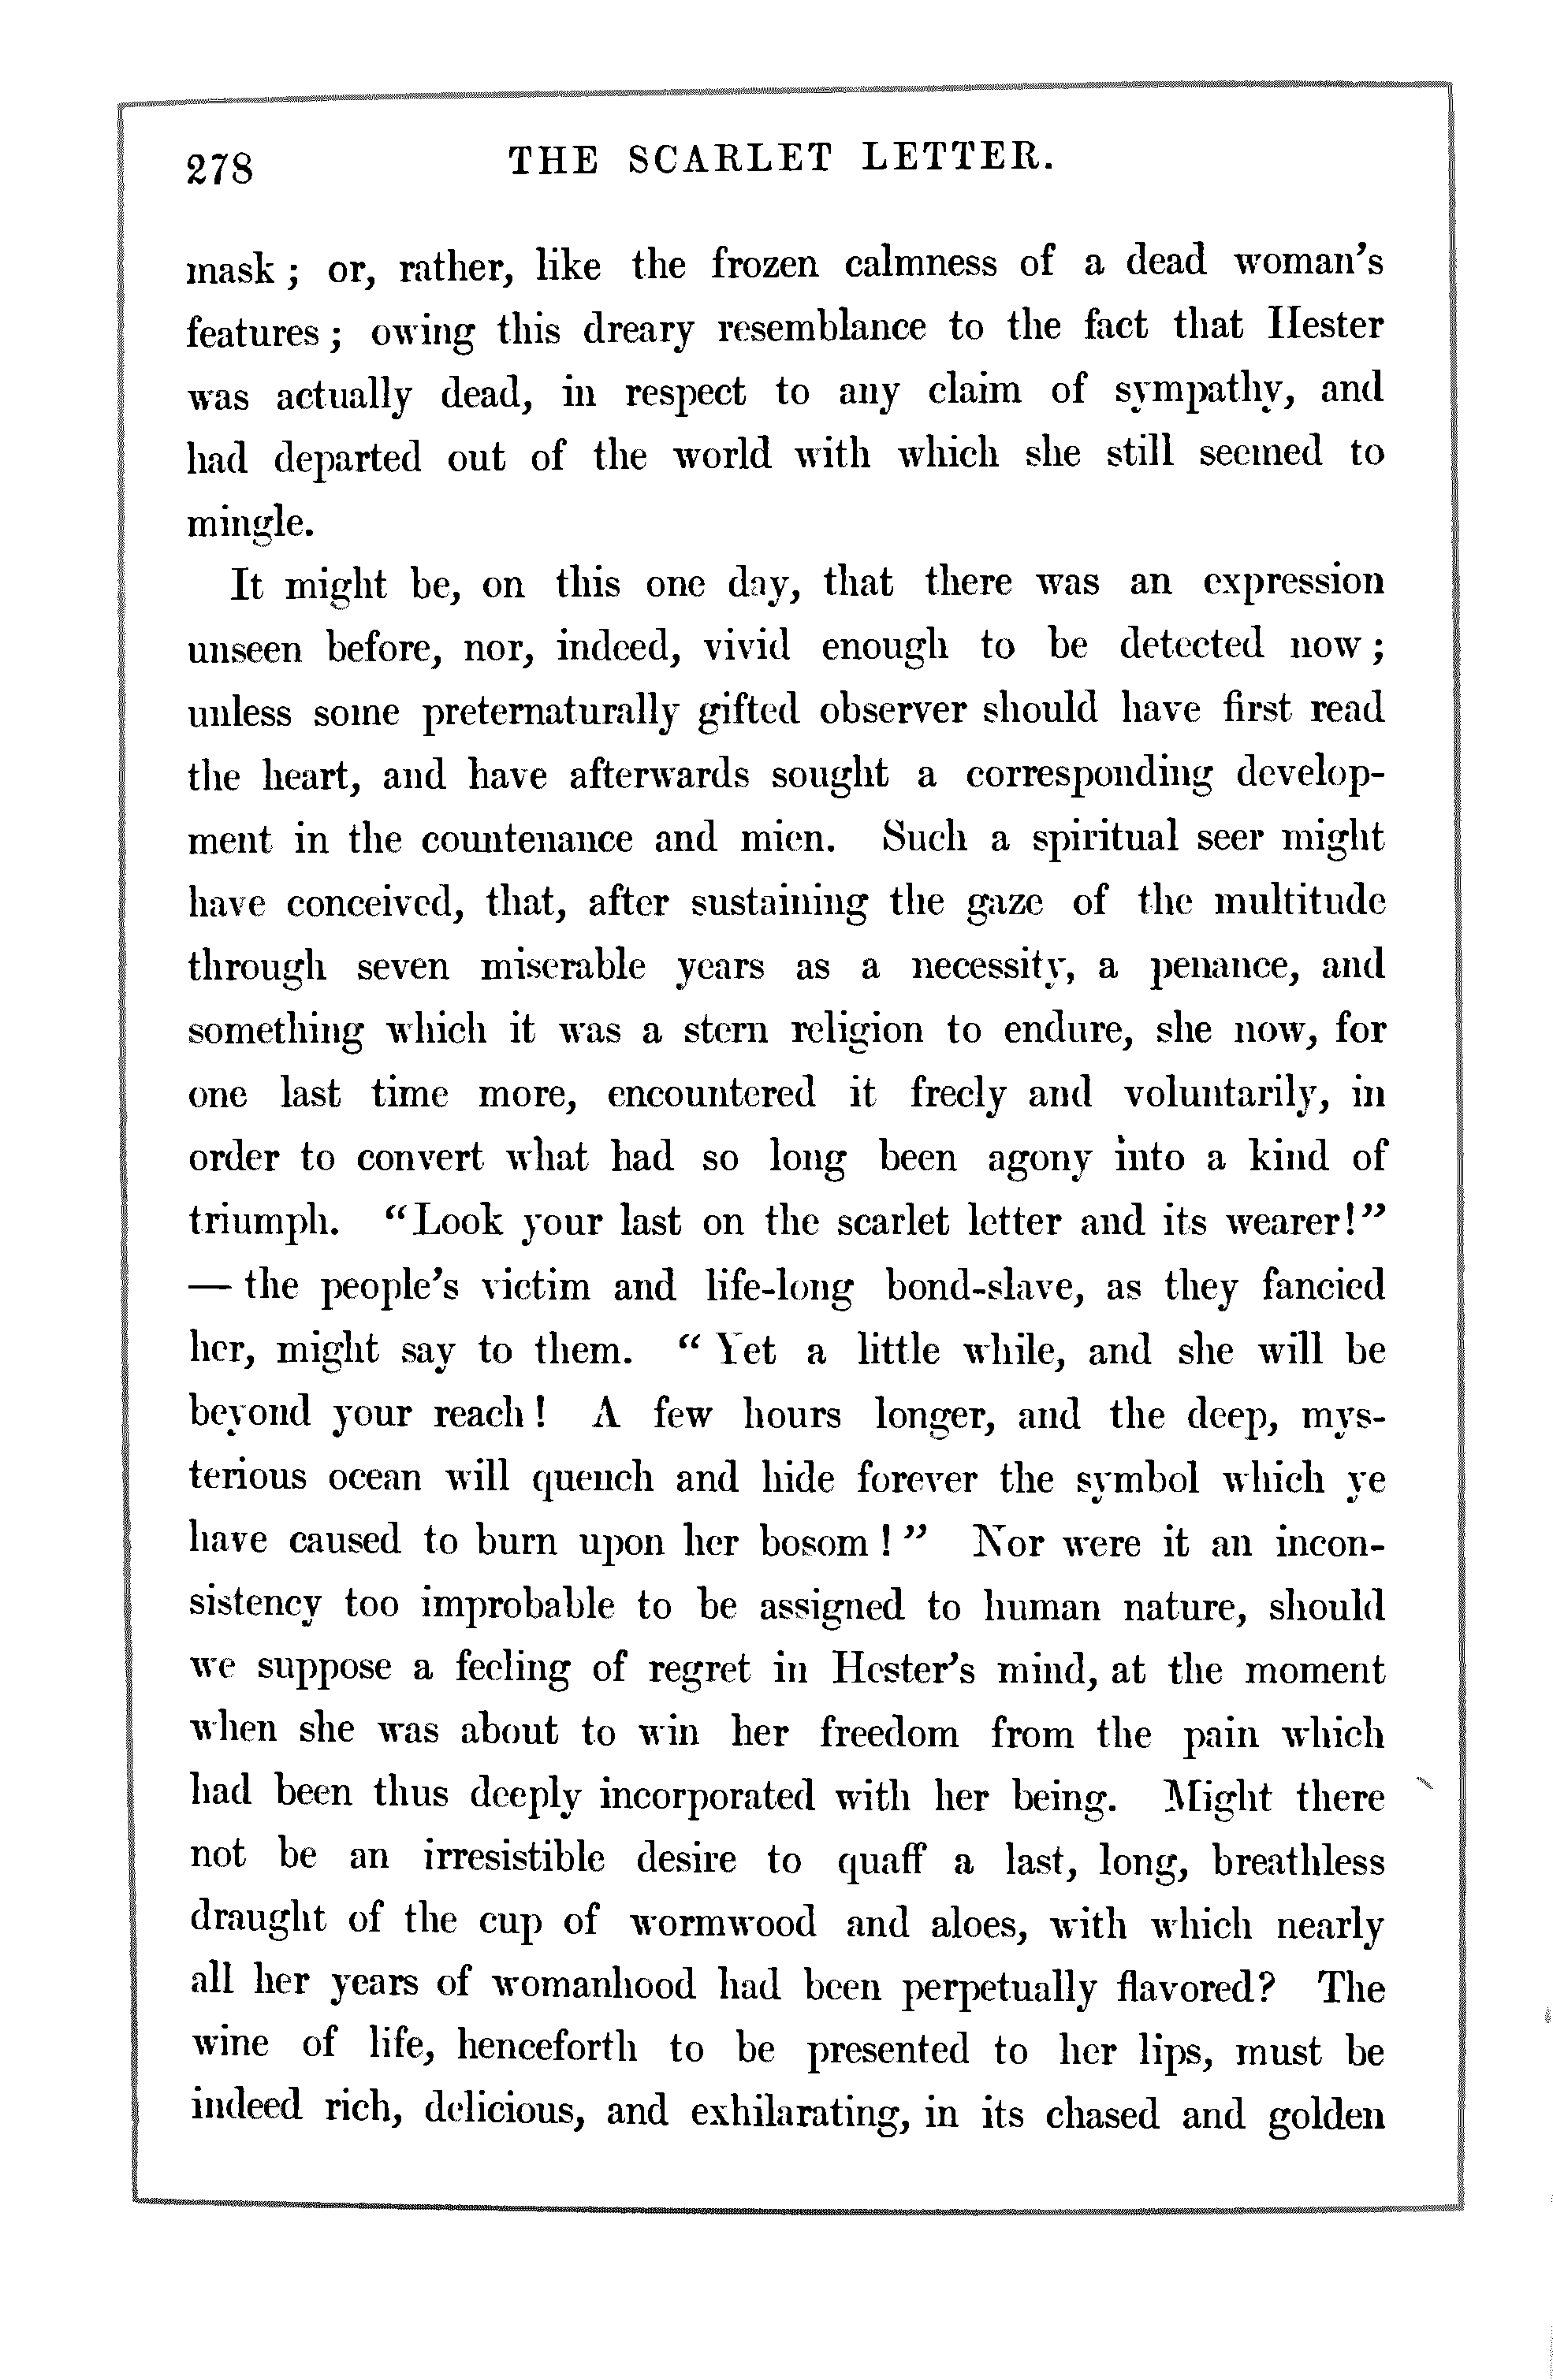 278 THE SCARLET LETTER.
mask; or, rather, like the frozen calmness of a dead woman's
features; owing this dreary resemblance to the fact that Hester
was actually dead, in respect to any claim of sympathy, and
had departed out of the world with which she still seemed to
mingle.
It might be, on this one day, that there was an expression
unseen before, nor, indeed, vivid enough to be detected now;
unless some preternaturally gifted observer should have first read
the heart, and have afterwards sought a corresponding develop-
ment in the countenance and mien. Such a spiritual seer might
have conceived, that, after sustaining the gaze of the multitude
through seven miserable years as a necessity, a penance, and
something which it was a stern religion to endure, she now, for
one last time more, encountered it freely and voluntarily, in
order to convert what had so long been agony into a kind of
triumph. "Look your last on the scarlet letter and its wearer!"
— the people's victim and life-long bond-slave, as they fancied
her, might say to them. "Yet a little while, and she will be
beyond your reach! A few hours longer, and the deep, mys-
terious ocean will quench and hide forever the symbol which ye
have caused to burn upon her bosom!" Nor were it an incon-
sistency too improbable to be assigned to human nature, should
we suppose a feeling of regret in Hester's mind, at the moment
when she was about to win her freedom from the pain which
had been thus deeply incorporated with her being. Might there
not be an irresistible desire to quaff a last, long, breathless
draught of the cup of wormwood and aloes, with which nearly
all her years of womanhood had been perpetually flavored? The
wine of life, henceforth to be presented to her lips, must be
indeed rich, delicious, and exhilarating, in its chased and golden